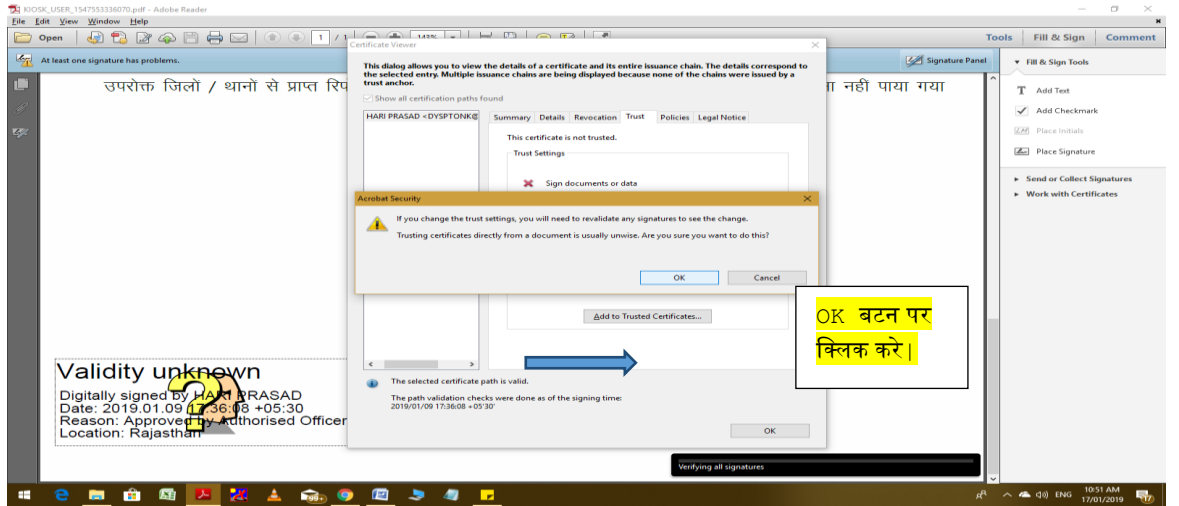 KIOSK_USER_1547553336070.pdf - Adobe Reader
File Edit View Window Help
Open 1 / 1 143% Tools Fill & Sign Comment
At least one signature has problems. Signature Panel
उपरोक्त जिलों / थानों से प्राप्त रिप
ा नहीं पाया गया
Certificate Viewer
This dialog allows you to view the details of a certificate and its entire issuance chain. The details correspond to
the selected entry. Multiple issuance chains are being displayed because none of the chains were issued by a
trust anchor.
Show all certification paths found
HARI PRASAD <DYSPTONK@
Summary Details Revocation Trust Policies Legal Notice
This certificate is not trusted.
Trust Settings
Sign documents or data
Acrobat Security
If you change the trust settings, you will need to revalidate any signatures to see the change.
Trusting certificates directly from a document is usually unwise. Are you sure you want to do this?
OK Cancel
Add to Trusted Certificates...
The selected certificate path is valid.
The path validation checks were done as of the signing time:
2019/01/09 17:36:08 +05'30'
OK
OK बटन पर
क्लिक करे|
Fill & Sign Tools
Add Text
Add Checkmark
Place Initials
Place Signature
Send or Collect Signatures
Work with Certificates
Validity unknown
Digitally signed by HARI PRASAD
Date: 2019.01.09 17:36:08 +05:30
Reason: Approved by Authorised Officer
Location: Rajasthan
Verifying all signatures
99+
ENG 10:51 AM
17/01/2019 17